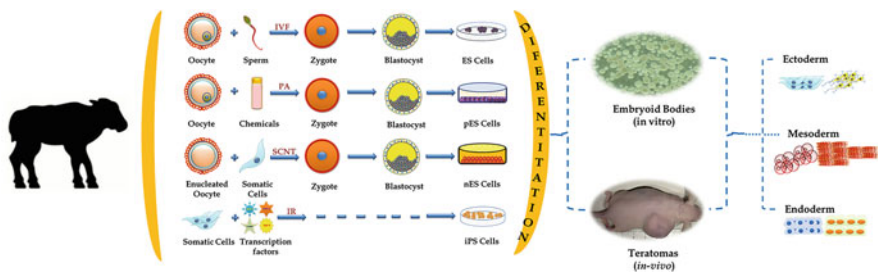 IVF
Oocyte Sperm Zygote Blastocyst ES Cells
PA
Oocyte Chemicals Zygote Blastocyst pES Cells
SCNT
Enucleated Oocyte Somatic Cells Zygote Blastocyst nES Cells
IR
Somatic Cells Transcription factors iPS Cells
DIFERENTITATION
Embryoid Bodies
(in vitro)
Teratomas
(in-vivo)
Ectoderm
Mesoderm
Endoderm